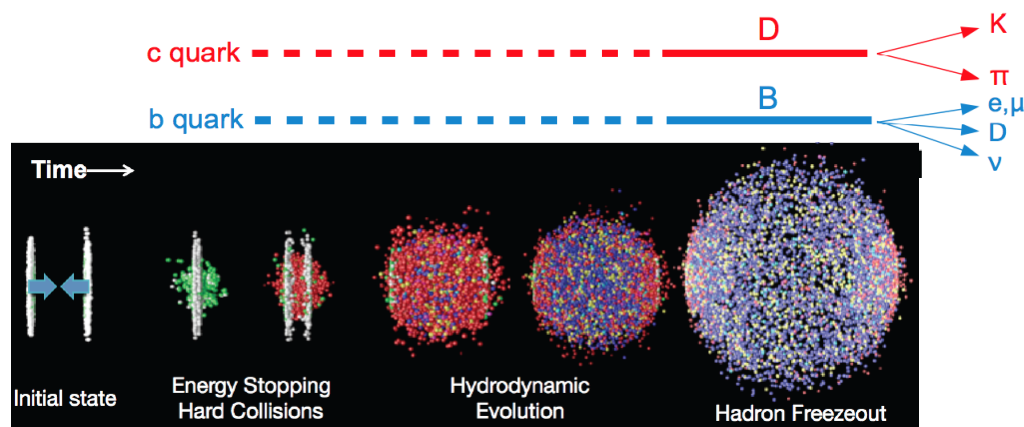 D
K
c quark
π
B
e,μ
b quark
D
ν
Time
Initial state
Energy Stopping
Hard Collisions
Hydrodynamic
Evolution
Hadron Freezeout